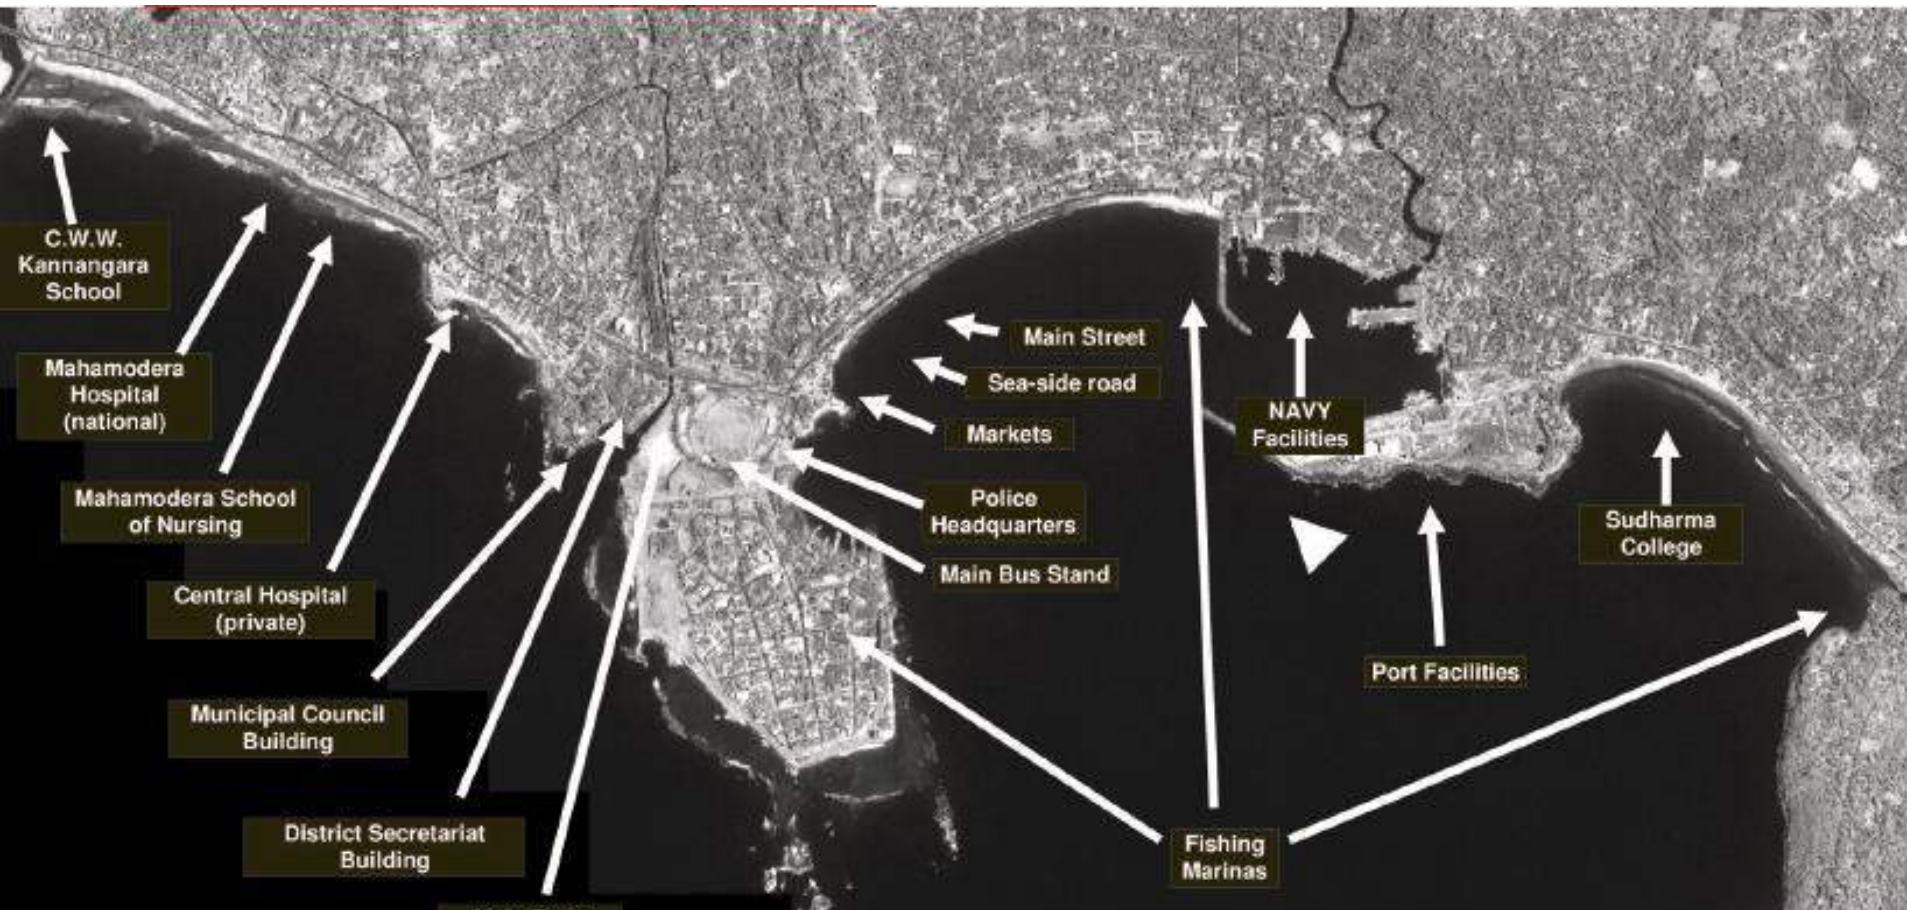 C.W.W.
Kannangara
School
Mahamodera
Hospital
(national)
Mahamodera School
of Nursing
Central Hospital
(private)
Municipal Council
Building
District Secretariat
Building
Main Street
Sea-side road
Markets
Police
Headquarters
Main Bus Stand
NAVY
Facilities
Sudharma
College
Port Facilities
Fishing
Marinas